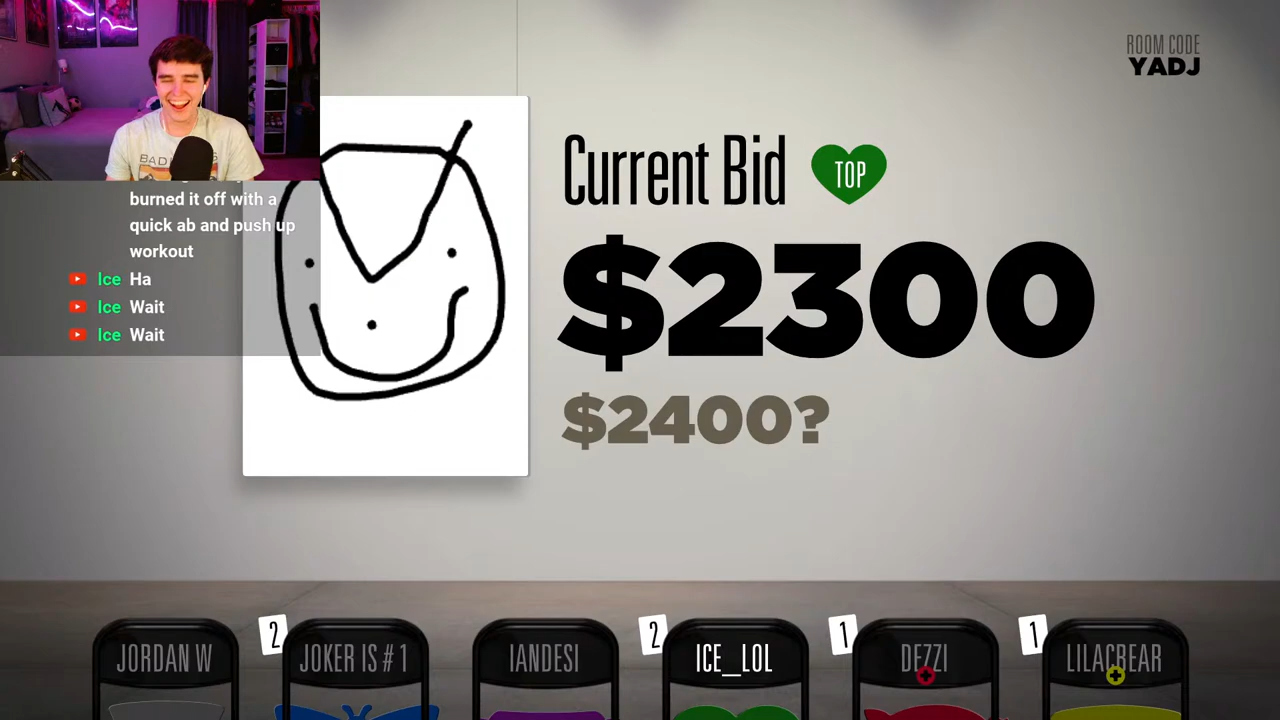 ROOM CODE
YADJ
burned it off with a
quick ab and push up
workout
Ice Ha
Ice Wait
Ice Wait
Current Bid TOP
$2300
$2400?
JORDAN W
2 JOKER IS #1
IANDESI
2 ICE_LOL
1 DEZZI
1 LILACREAR